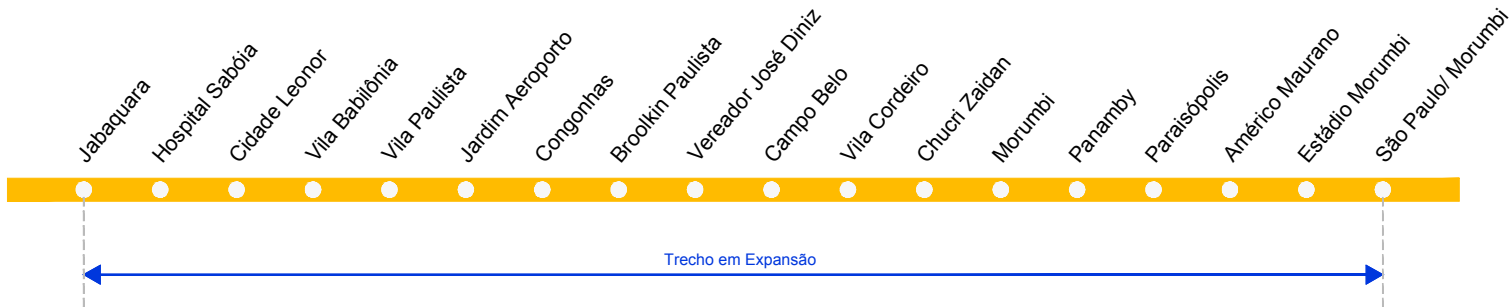 Jabaquara
Hospital Sabóia
Cidade Leonor
Vila Babilônia
Vila Paulista
Jardim Aeroporto
Congonhas
Broolkin Paulista
Vereador José Diniz
Campo Belo
Vila Cordeiro
Chucri Zaidan
Morumbi
Panamby
Paraisópolis
Américo Maurano
Estádio Morumbi
São Paulo/ Morumbi
Trecho em Expansão